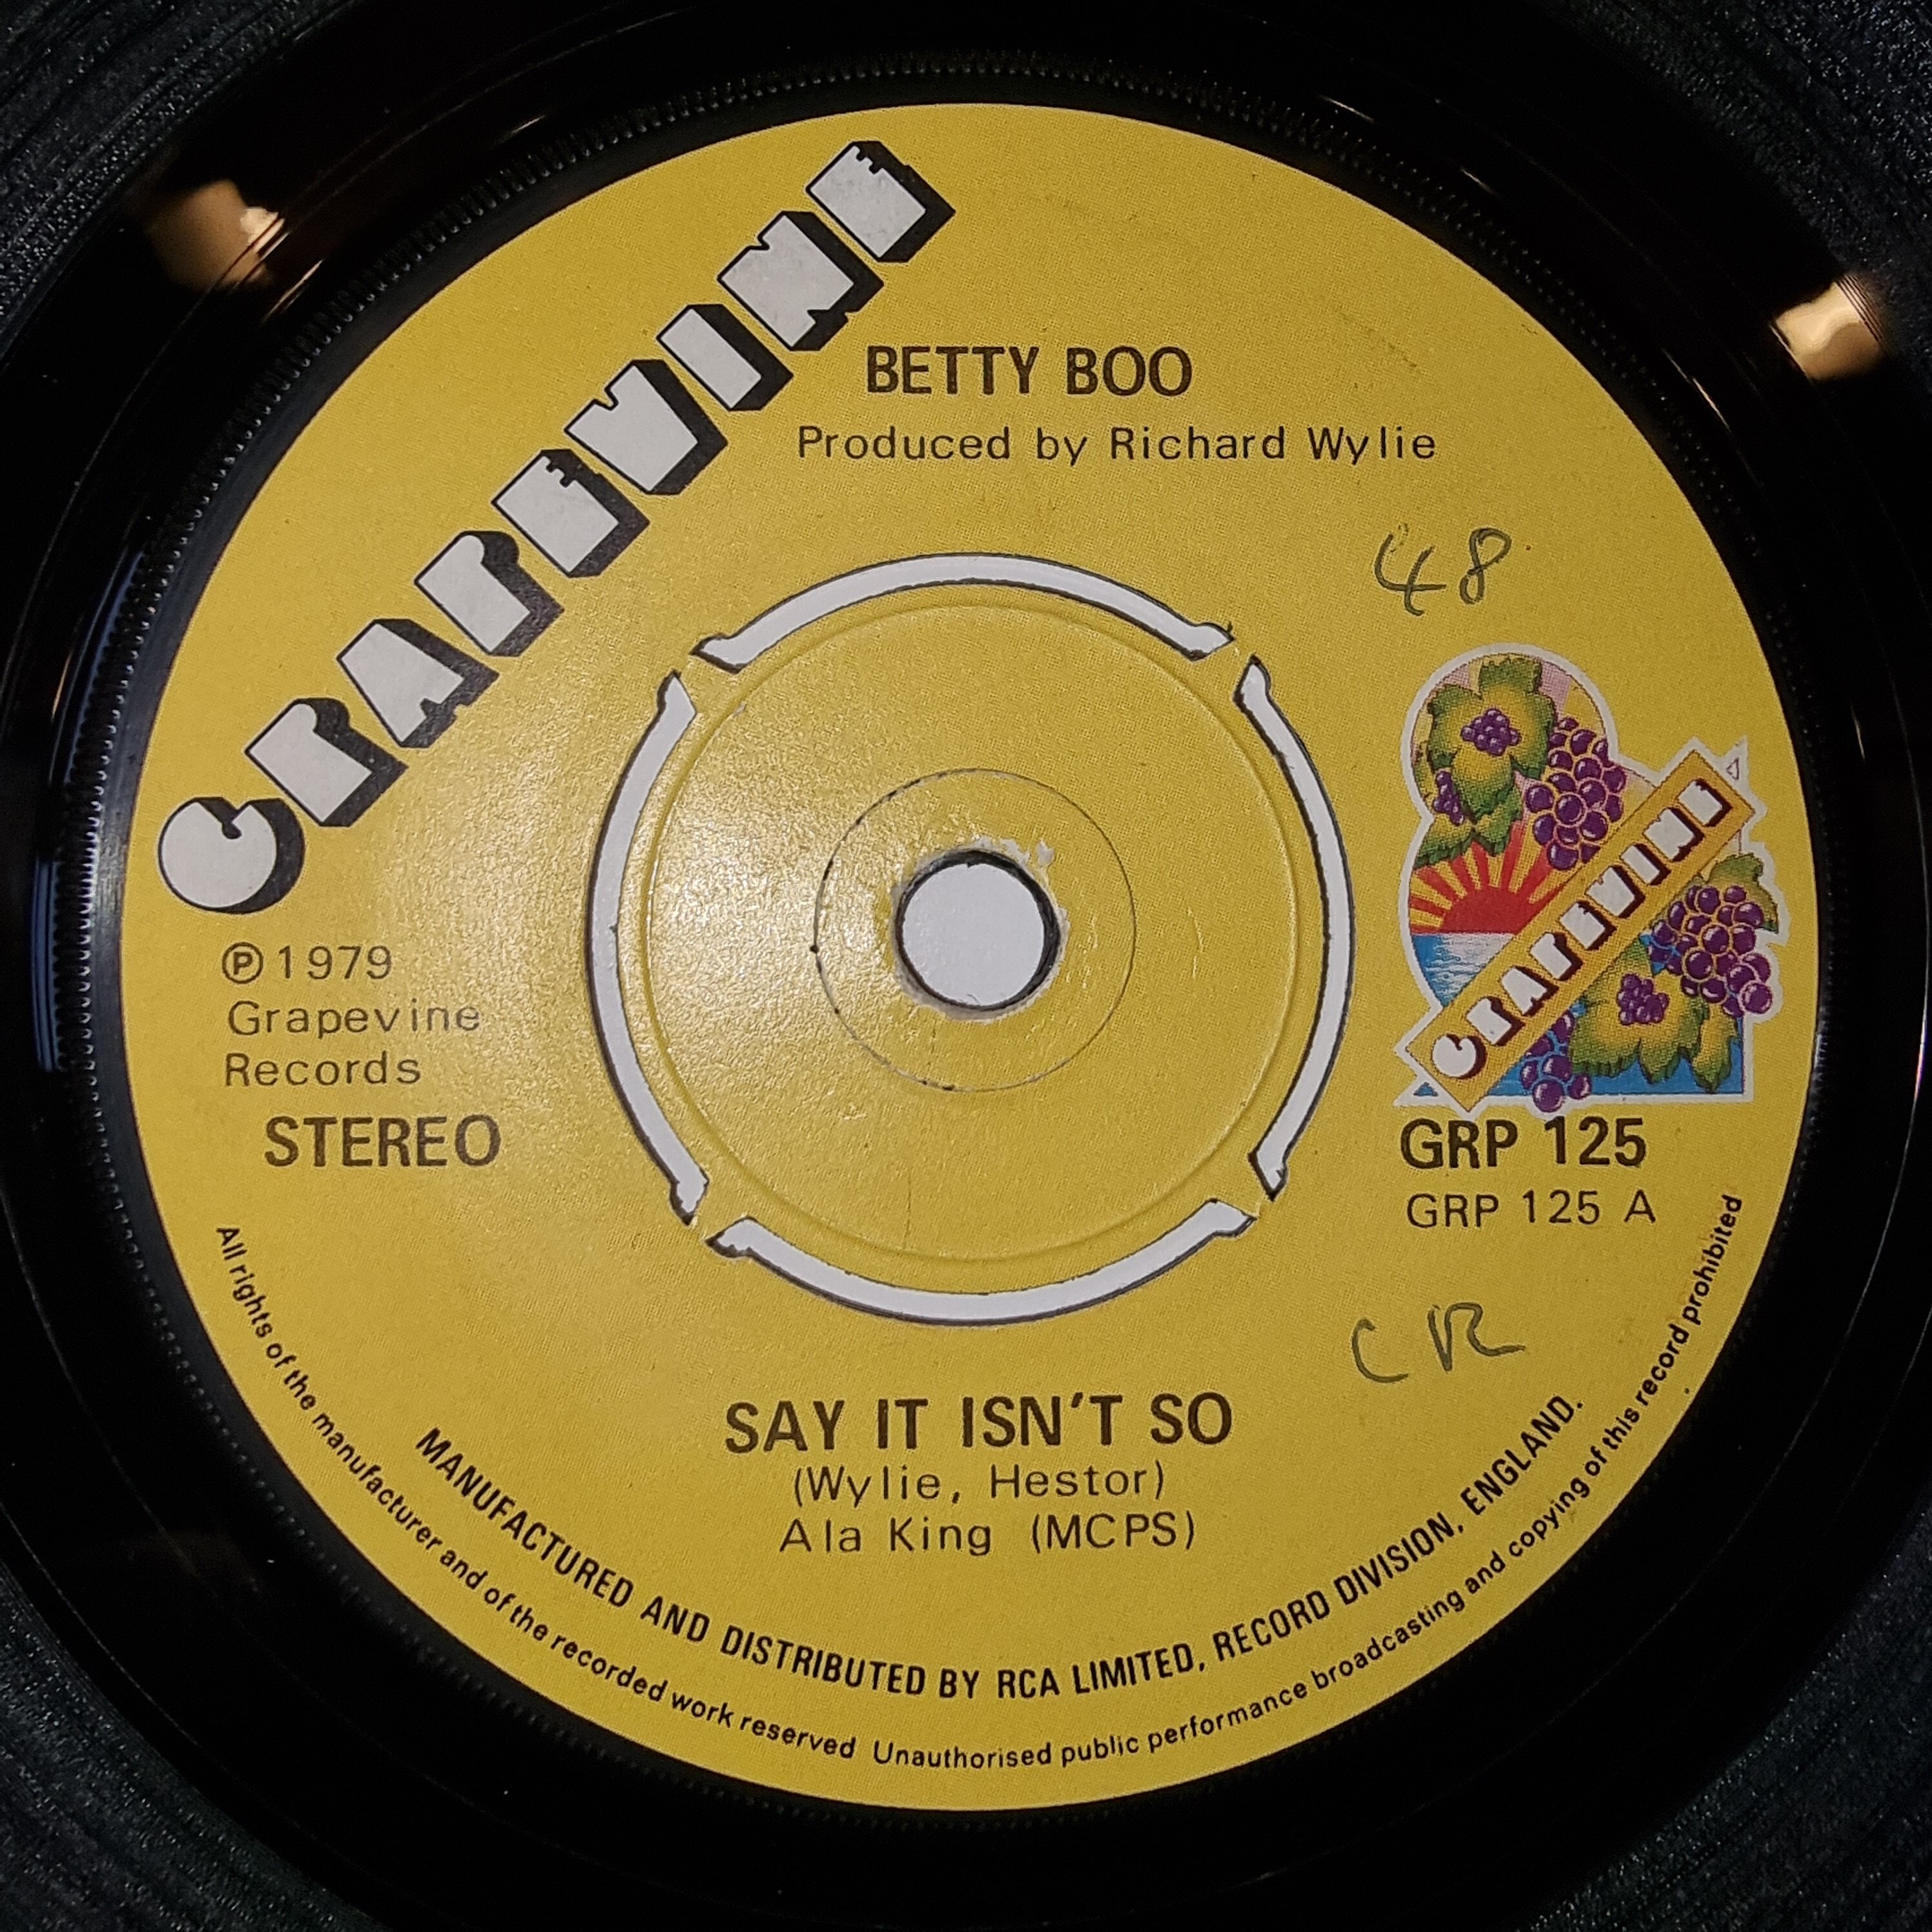 GRAPEVINE
BETTY BOO
Produced by Richard Wylie
48
GRAPEVINE
Ⓟ1979
Grapevine
Records
STEREO
GRP 125
GRP 125 A
CR
SAY IT ISN'T SO
(Wylie, Hestor)
Ala King (MCPS)
MANUFACTURED AND DISTRIBUTED BY RCA LIMITED, RECORD DIVISION, ENGLAND.
All rights of the manufacturer and of the recorded work reserved Unauthorised public performance broadcasting and copying of this record prohibited